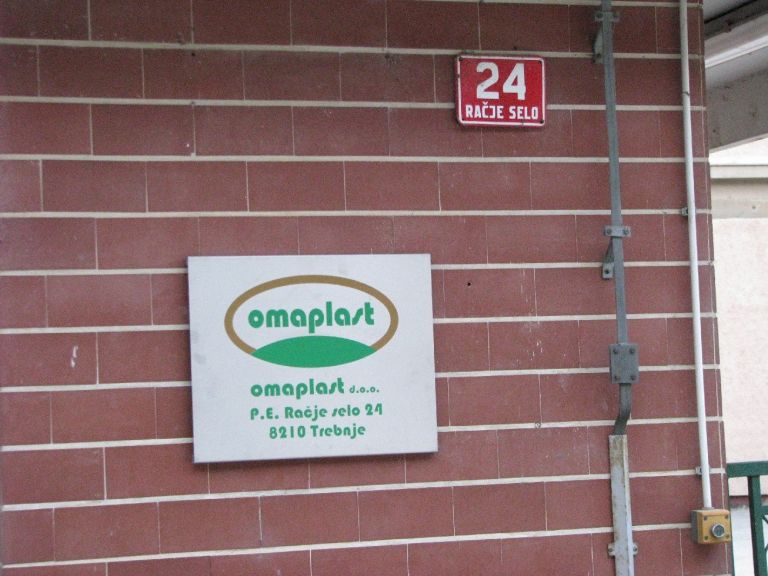 24
RAČJE SELO
omaplast
omaplast d.o.o.
P.E. Račje selo 24
8210 Trebnje